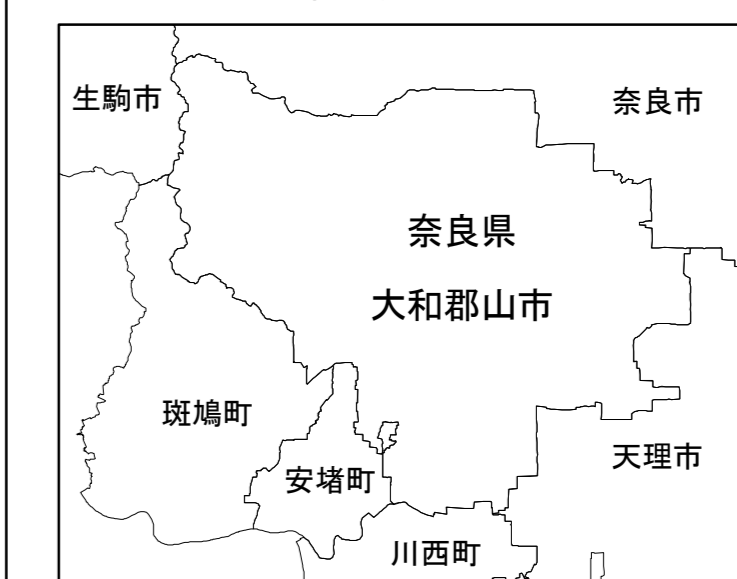 生駒市
奈良市
奈良県
大和郡山市
斑鳩町
天理市
安堵町
川西町